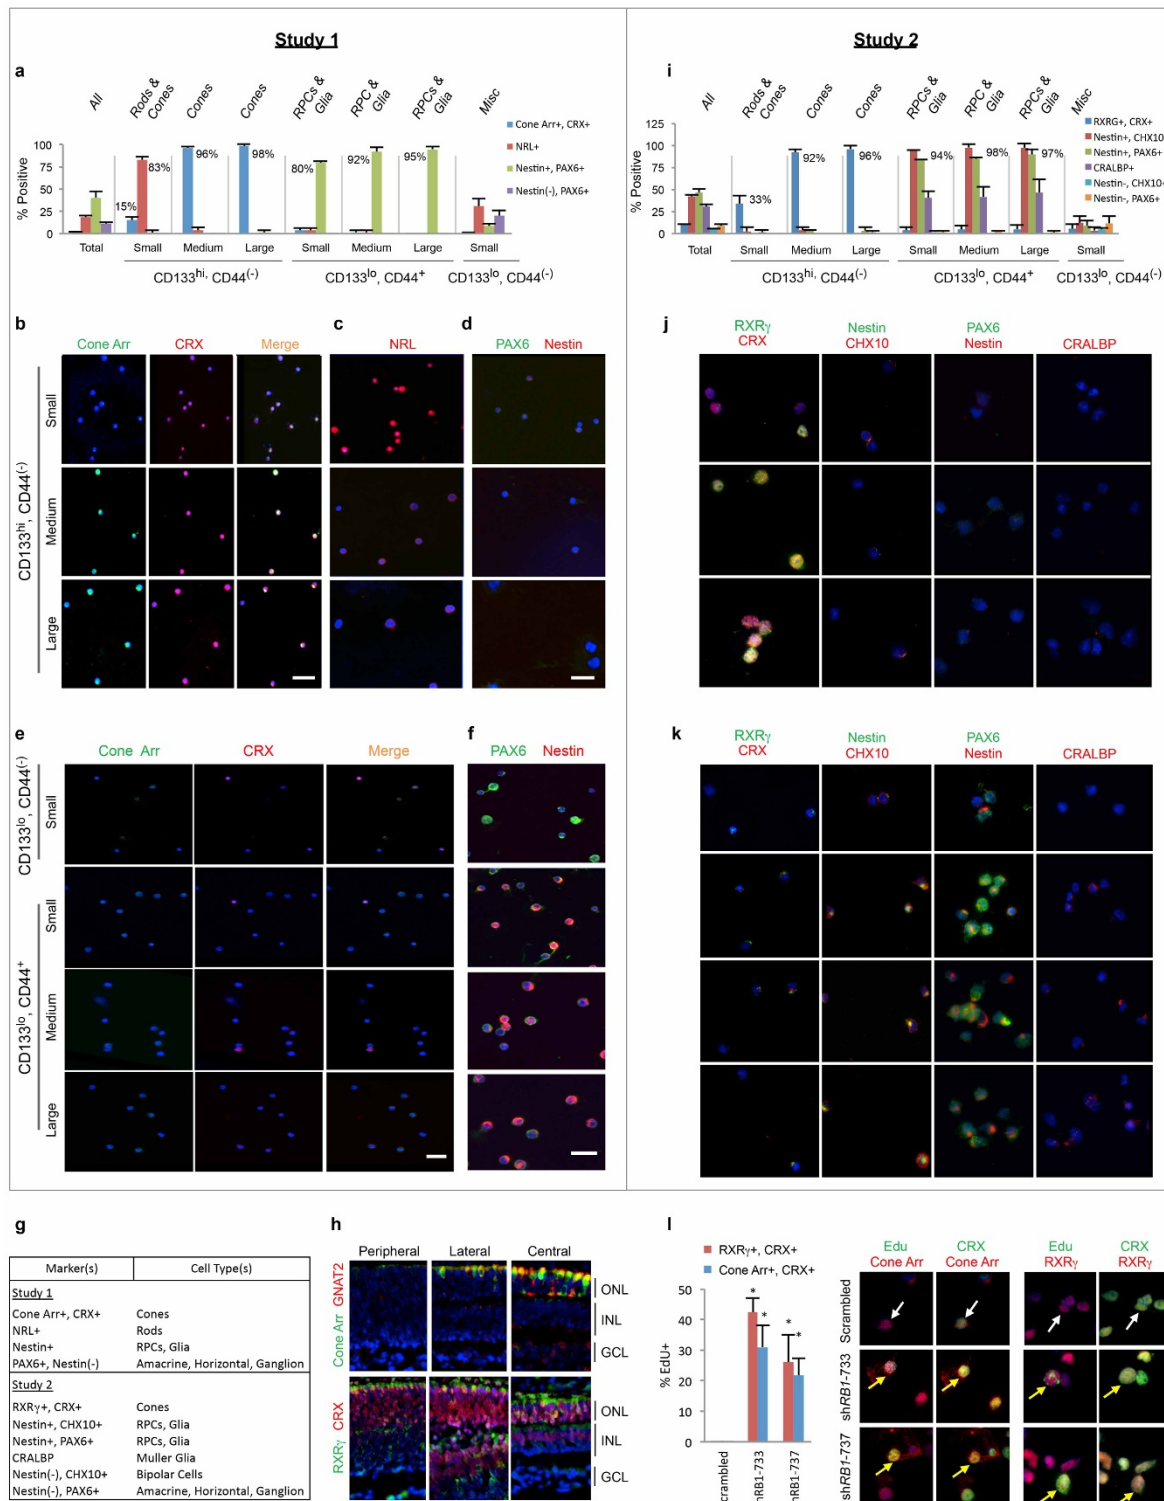 Study 1
a
All
Rods & Cones
Cones
Cones
RPCs & Glia
RPC & Glia
RPCs & Glia
Misc
Cone Arr+, CRX+
NRL+
Nestin+, PAX6+
Nestin(-), PAX6+
% Positive
100
75
50
25
0
15%
83%
96%
98%
80%
92%
95%
Total
Small
Medium
Large
Small
Medium
Large
Small
CD133hi, CD44(-)
CD133lo, CD44+
CD133lo, CD44(-)
b
Cone Arr
CRX
Merge
c
NRL
d
PAX6 Nestin
CD133hi, CD44(-)
Small
Medium
Large
e
Cone Arr
CRX
Merge
f
PAX6 Nestin
CD133lo, CD44(-)
Small
CD133lo, CD44+
Small
Medium
Large
Study 2
i
All
Rods & Cones
Cones
Cones
RPCs & Glia
RPC & Glia
RPCs & Glia
Misc
RXRG+, CRX+
Nestin+, CHX10
Nestin+, PAX6+
CRALBP+
Nestin-, CHX10+
Nestin-, PAX6+
% Positive
125
100
75
50
25
0
33%
92%
96%
94%
98%
97%
Total
Small
Medium
Large
Small
Medium
Large
Small
CD133hi, CD44(-)
CD133lo, CD44+
CD133lo, CD44(-)
j
RXRγ
CRX
Nestin
CHX10
PAX6
Nestin
CRALBP
k
RXRγ
CRX
Nestin
CHX10
PAX6
Nestin
CRALBP
g
Marker(s) Cell Type(s)
Study 1
Cone Arr+, CRX+ Cones
NRL+ Rods
Nestin+ RPCs, Glia
PAX6+, Nestin(-) Amacrine, Horizontal, Ganglion
Study 2
RXRγ+, CRX+ Cones
Nestin+, CHX10+ RPCs, Glia
Nestin+, PAX6+ RPCs, Glia
CRALBP Muller Glia
Nestin(-), CHX10+ Bipolar Cells
Nestin(-), PAX6+ Amacrine, Horizontal, Ganglion
h
Peripheral
Lateral
Central
Cone Arr GNAT2
ONL
INL
GCL
RXRγ CRX
ONL
INL
GCL
l
RXRγ+, CRX+
Cone Arr+, CRX+
% EdU+
50
40
30
20
10
0
*
*
*
*
Scrambled
shRB1-733
shRB1-737
Edu
Cone Arr
CRX
Cone Arr
Edu
RXRγ
CRX
RXRγ
Scrambled
shRB1-733
shRB1-737